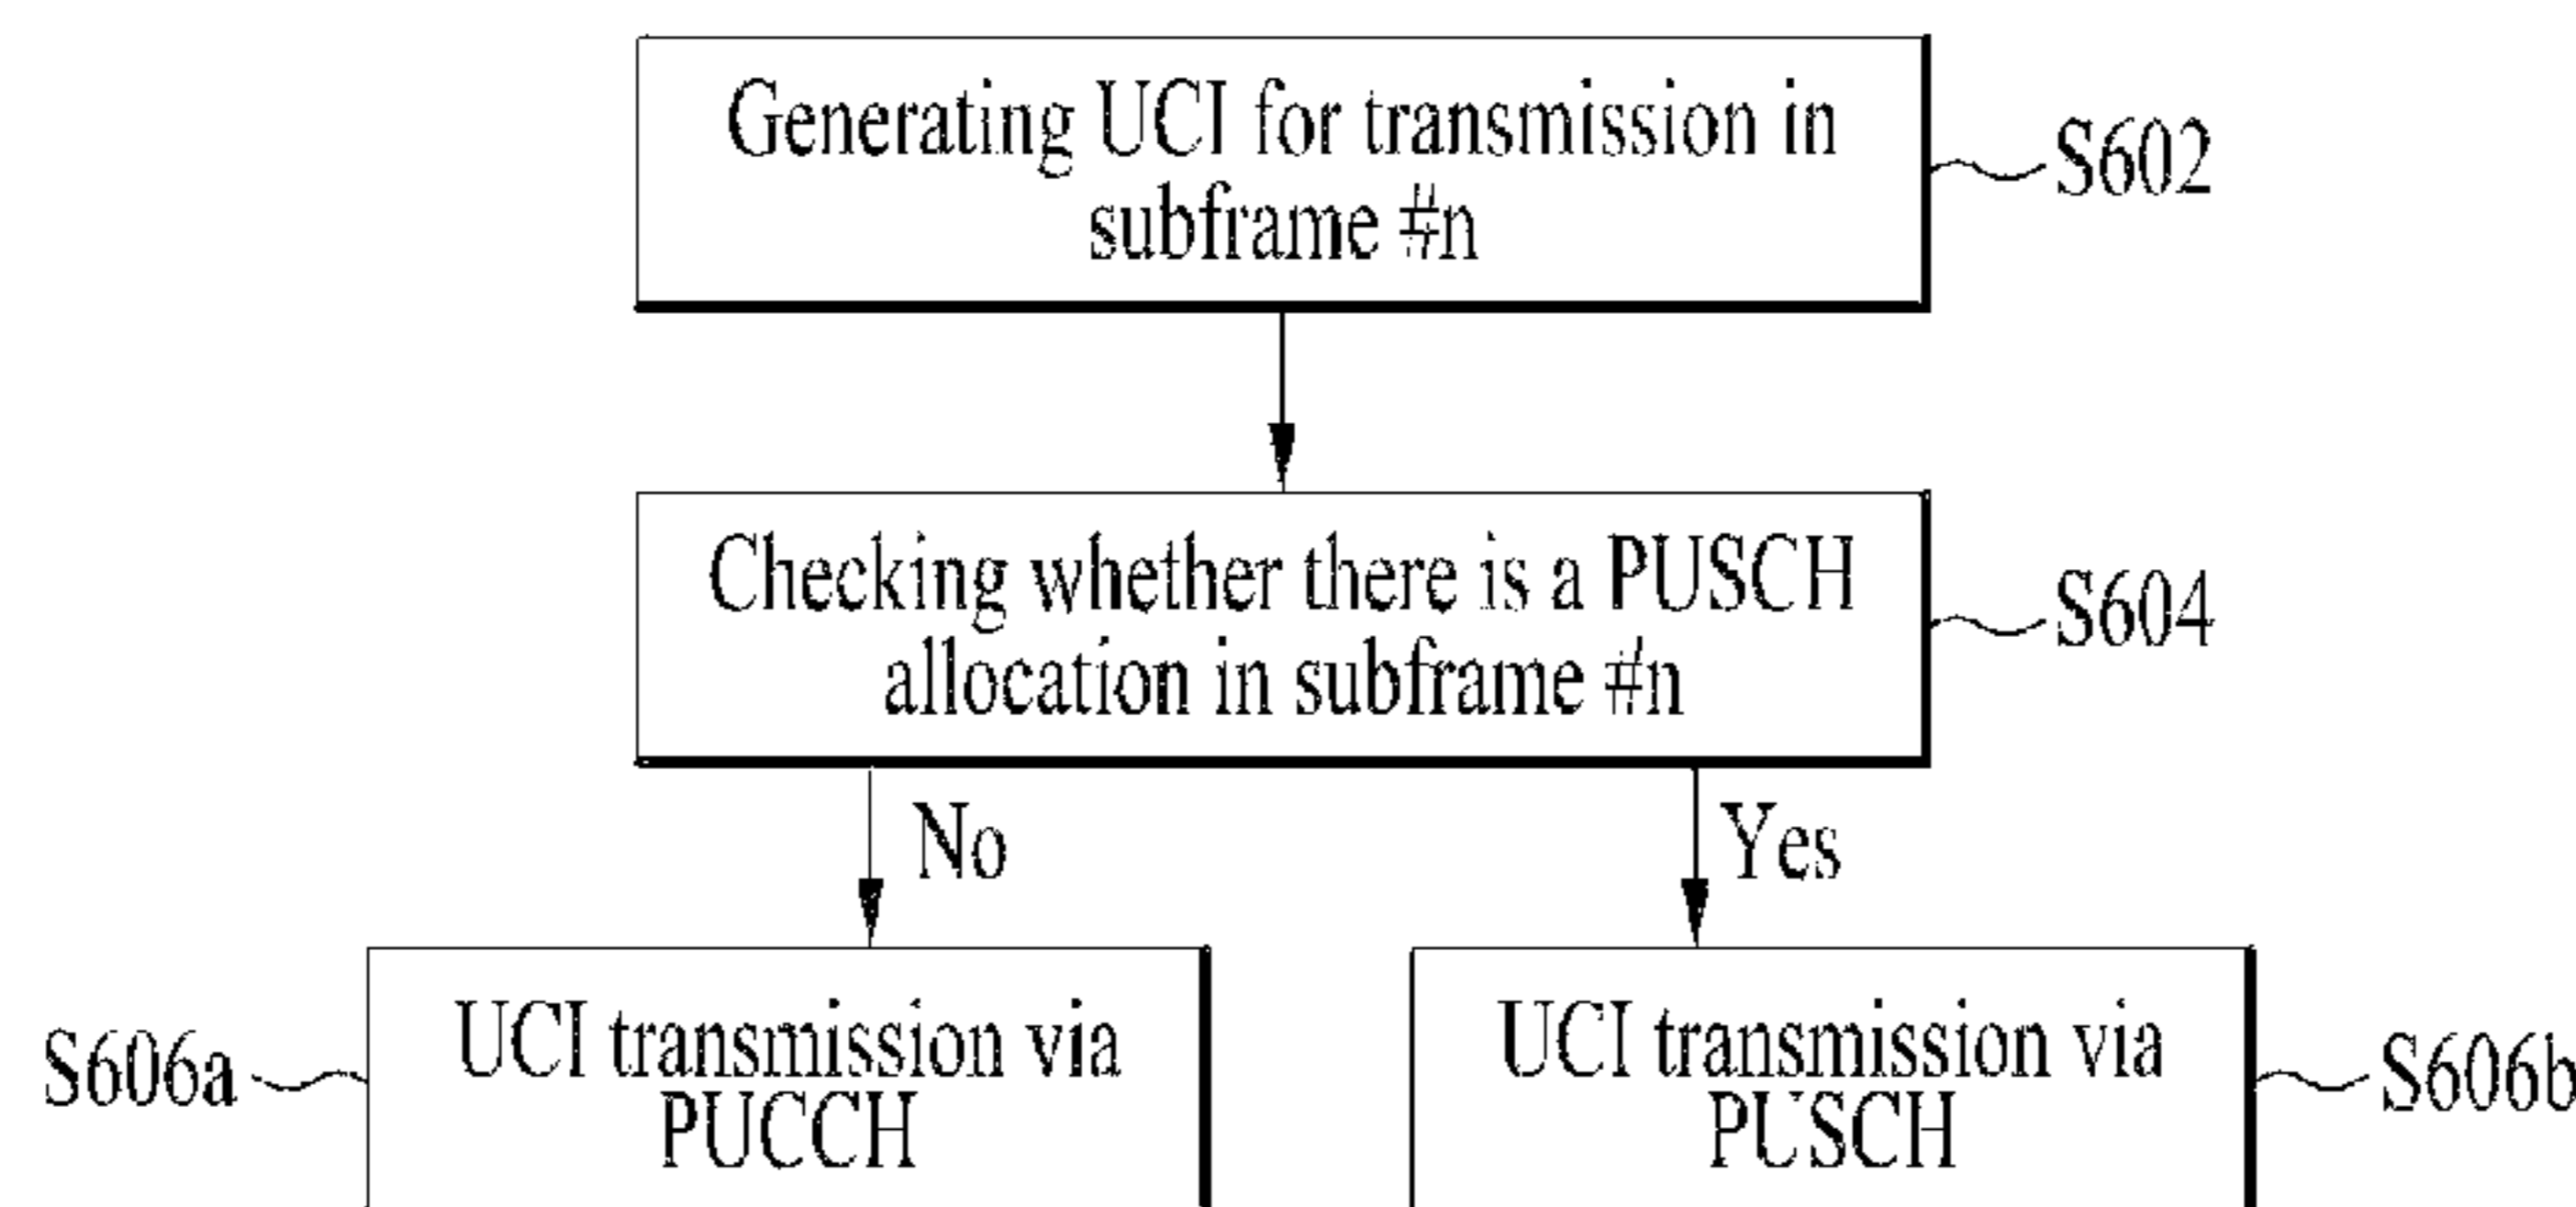 Generating UCI for transmission in
subframe #n
S602
Checking whether there is a PUSCH
allocation in subframe #n
S604
No
Yes
S606a
UCI transmission via
PUCCH
UCI transmission via
PUSCH
S606b